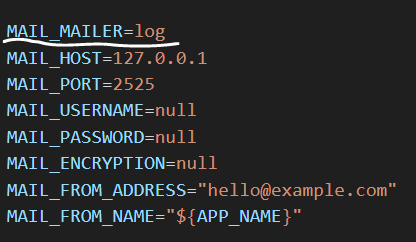 MAIL_MAILER=log
MAIL_HOST=127.0.0.1
MAIL_PORT=2525
MAIL_USERNAME=null
MAIL_PASSWORD=null
MAIL_ENCRYPTION=null
MAIL_FROM_ADDRESS="hello@example.com"
MAIL_FROM_NAME="${APP_NAME}"